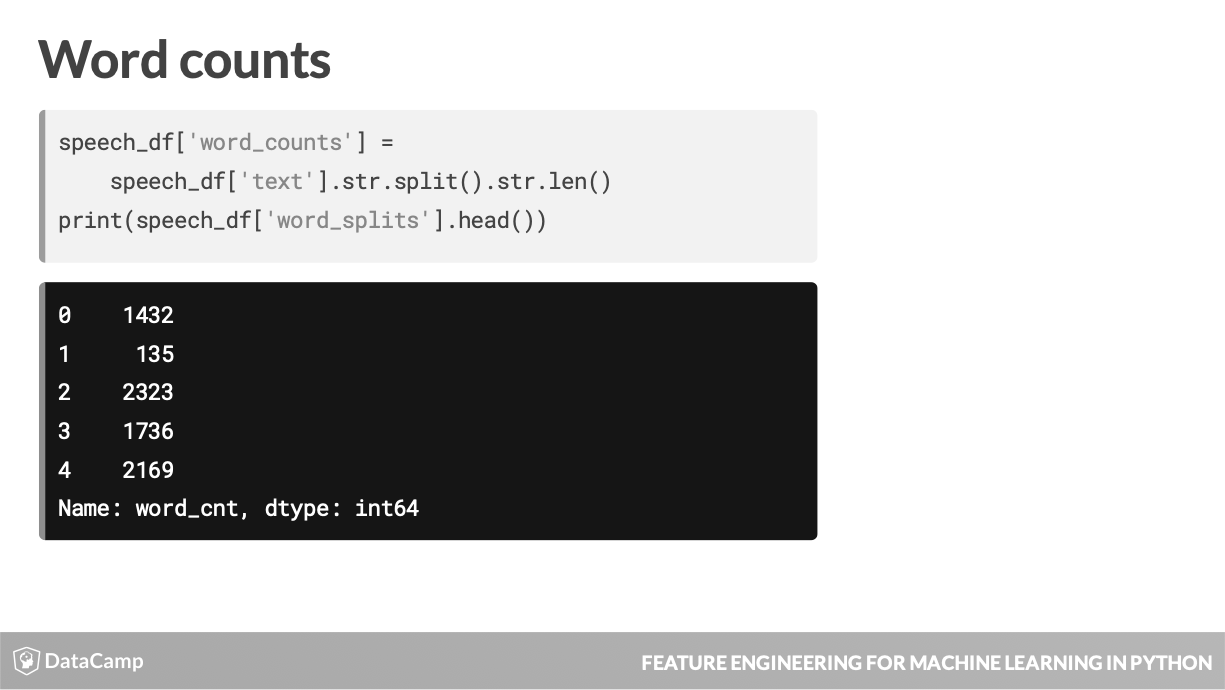 Word counts
speech_df['word_counts'] =
    speech_df['text'].str.split().str.len()
print(speech_df['word_splits'].head())
0    1432
1     135
2    2323
3    1736
4    2169
Name: word_cnt, dtype: int64
DataCamp
FEATURE ENGINEERING FOR MACHINE LEARNING IN PYTHON